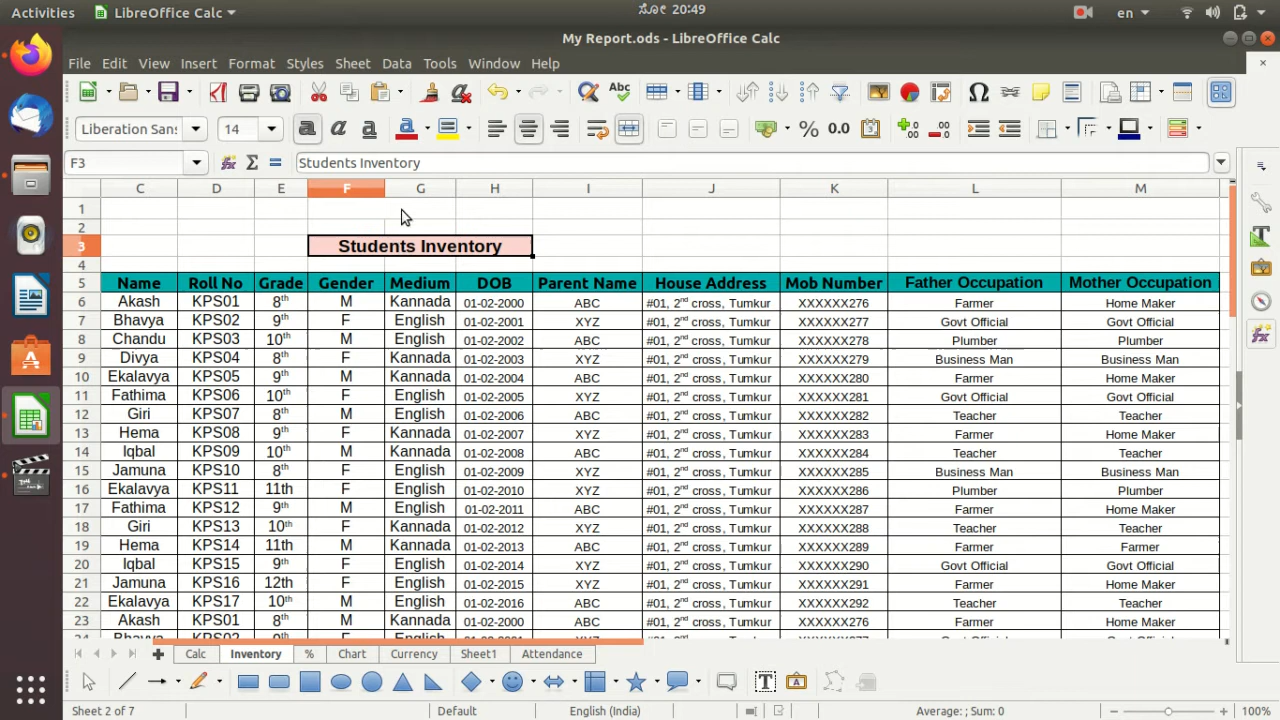 Activities LibreOffice Calc ಸೋಮ 20:49 en
My Report.ods - LibreOffice Calc
File Edit View Insert Format Styles Sheet Data Tools Window Help
Liberation Sans 14
F3 Students Inventory
C D E F G H I J K L M
1
2
3 Students Inventory
4
5 Name Roll No Grade Gender Medium DOB Parent Name House Address Mob Number Father Occupation Mother Occupation
6 Akash KPS01 8th M Kannada 01-02-2000 ABC #01, 2nd cross, Tumkur XXXXXX276 Farmer Home Maker
7 Bhavya KPS02 9th F English 01-02-2001 XYZ #01, 2nd cross, Tumkur XXXXXX277 Govt Official Govt Official
8 Chandu KPS03 10th M English 01-02-2002 ABC #01, 2nd cross, Tumkur XXXXXX278 Plumber Plumber
9 Divya KPS04 8th F Kannada 01-02-2003 XYZ #01, 2nd cross, Tumkur XXXXXX279 Business Man Business Man
10 Ekalavya KPS05 9th M Kannada 01-02-2004 ABC #01, 2nd cross, Tumkur XXXXXX280 Farmer Home Maker
11 Fathima KPS06 10th F English 01-02-2005 XYZ #01, 2nd cross, Tumkur XXXXXX281 Govt Official Govt Official
12 Giri KPS07 8th M English 01-02-2006 ABC #01, 2nd cross, Tumkur XXXXXX282 Teacher Teacher
13 Hema KPS08 9th F Kannada 01-02-2007 XYZ #01, 2nd cross, Tumkur XXXXXX283 Farmer Home Maker
14 Iqbal KPS09 10th M Kannada 01-02-2008 ABC #01, 2nd cross, Tumkur XXXXXX284 Teacher Teacher
15 Jamuna KPS10 8th F English 01-02-2009 XYZ #01, 2nd cross, Tumkur XXXXXX285 Business Man Business Man
16 Ekalavya KPS11 11th F English 01-02-2010 XYZ #01, 2nd cross, Tumkur XXXXXX286 Plumber Plumber
17 Fathima KPS12 9th M Kannada 01-02-2011 ABC #01, 2nd cross, Tumkur XXXXXX287 Farmer Home Maker
18 Giri KPS13 10th F Kannada 01-02-2012 XYZ #01, 2nd cross, Tumkur XXXXXX288 Teacher Teacher
19 Hema KPS14 11th M Kannada 01-02-2013 ABC #01, 2nd cross, Tumkur XXXXXX289 Farmer Farmer
20 Iqbal KPS15 9th F English 01-02-2014 XYZ #01, 2nd cross, Tumkur XXXXXX290 Govt Official Govt Official
21 Jamuna KPS16 12th F English 01-02-2015 XYZ #01, 2nd cross, Tumkur XXXXXX291 Farmer Home Maker
22 Ekalavya KPS17 10th M English 01-02-2016 ABC #01, 2nd cross, Tumkur XXXXXX292 Teacher Teacher
23 Akash KPS01 8th M Kannada 01-02-2000 ABC #01, 2nd cross, Tumkur XXXXXX276 Farmer Home Maker
Calc Inventory % Chart Currency Sheet1 Attendance
Sheet 2 of 7 Default English (India) Average: ; Sum: 0 100%